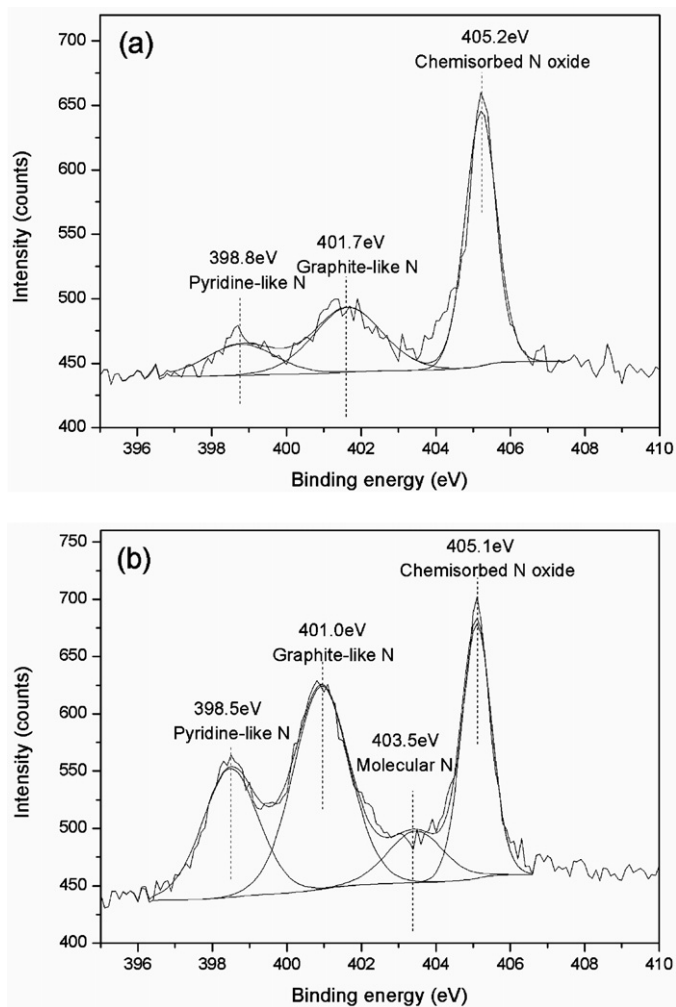 (a)
405.2eV
Chemisorbed N oxide
398.8eV
Pyridine-like N
401.7eV
Graphite-like N
Intensity (counts)
700
650
600
550
500
450
400
396 398 400 402 404 406 408 410
Binding energy (eV)
(b)
405.1eV
Chemisorbed N oxide
401.0eV
Graphite-like N
398.5eV
Pyridine-like N
403.5eV
Molecular N
Intensity (counts)
750
700
650
600
550
500
450
400
396 398 400 402 404 406 408 410
Binding energy (eV)